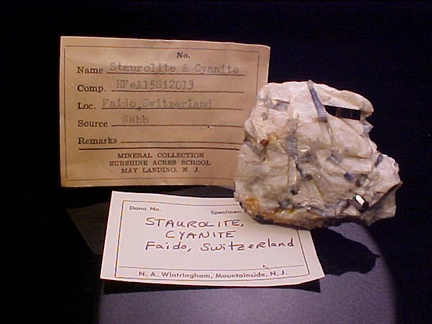 No.
Name Staurolite & Cyanite
Comp. HFeAl5Si2O13
Loc. Faido, Switzerland
Source Webb
Remarks
MINERAL COLLECTION
SUNSHINE ACRES SCHOOL
MAY LANDING, N. J.
Dana No. Specimen
STAUROLITE,
CYANITE
Faido, Switzerland
N. A. Wintringham, Mountainside, N. J.